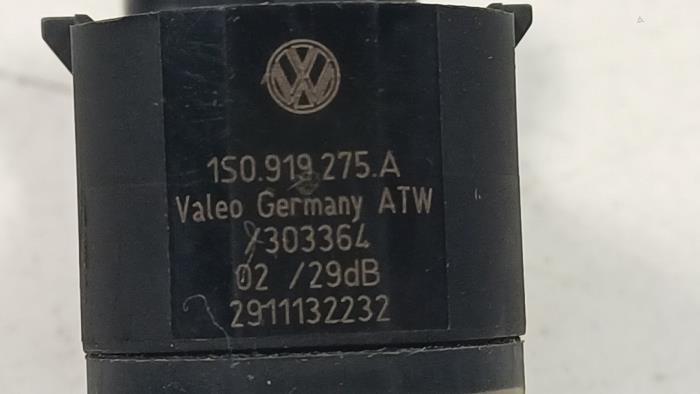 1S0.919 275.A
Valeo Germany ATW
303364
02 /29dB
2911132232